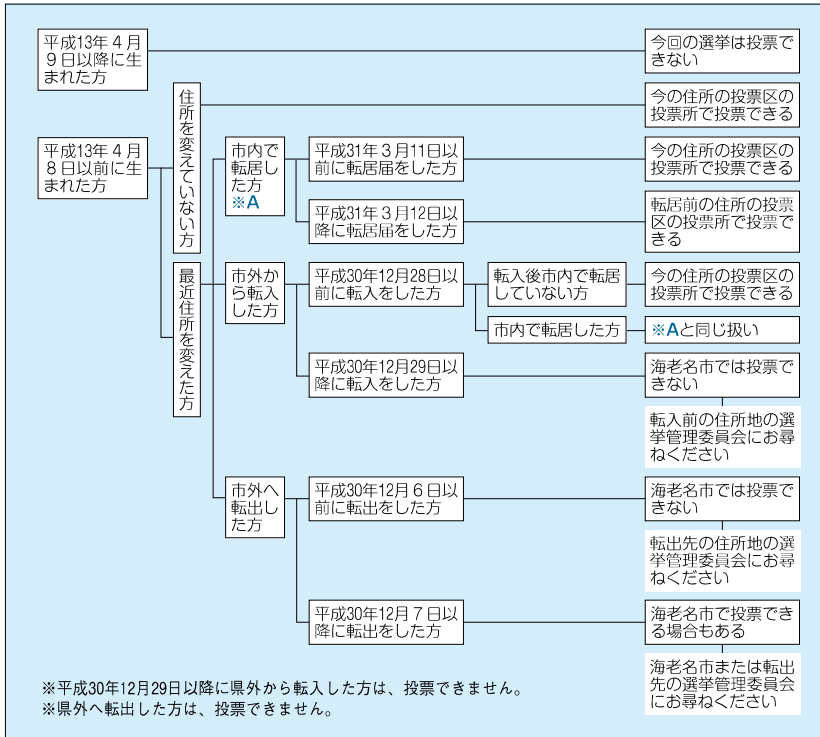 平成13年4月
9日以降に生
まれた方
今回の選挙は投票で
きない
平成13年4月
8日以前に生
まれた方
住所を変えていない方
今の住所の投票区の
投票所で投票できる
最近住所を変えた方
市内で
転居し
た方
※A
平成31年3月11日以
前に転居届をした方
今の住所の投票区の
投票所で投票できる
平成31年3月12日以
降に転居届をした方
転居前の住所の投票
区の投票所で投票で
きる
市外か
ら転入
した方
平成30年12月28日以
前に転入をした方
転入後市内で転居
していない方
今の住所の投票区の
投票所で投票できる
市内で転居した方
※Aと同じ扱い
平成30年12月29日以
降に転入をした方
海老名市では投票で
きない
転入前の住所地の選
挙管理委員会にお尋
ねください
市外へ
転出し
た方
平成30年12月6日以
前に転出をした方
海老名市では投票で
きない
転出先の住所地の選
挙管理委員会にお尋
ねください
平成30年12月7日以
降に転出をした方
海老名市で投票でき
る場合もある
海老名市または転出
先の選挙管理委員会
にお尋ねください
※平成30年12月29日以降に県外から転入した方は、投票できません。
※県外へ転出した方は、投票できません。